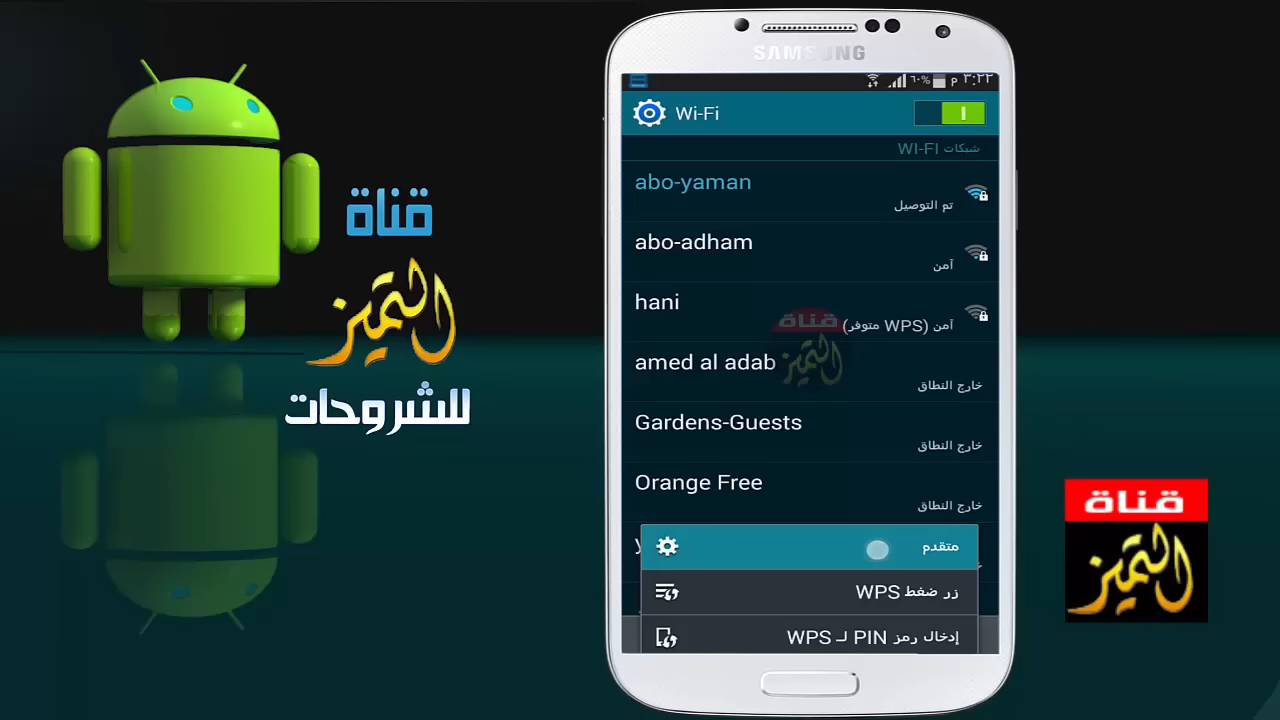 قناة
التميز
للشروحات
SAMSUNG
٦٠% م ٣:٢٢
Wi-Fi
شبكات WI-FI
abo-yaman
تم التوصيل
abo-adham
آمن
hani
آمن (WPS متوفر)
قناة
التميز
amed al adab
خارج النطاق
Gardens-Guests
خارج النطاق
Orange Free
خارج النطاق
متقدم
زر ضغط WPS
إدخال رمز PIN لـ WPS
قناة
التميز